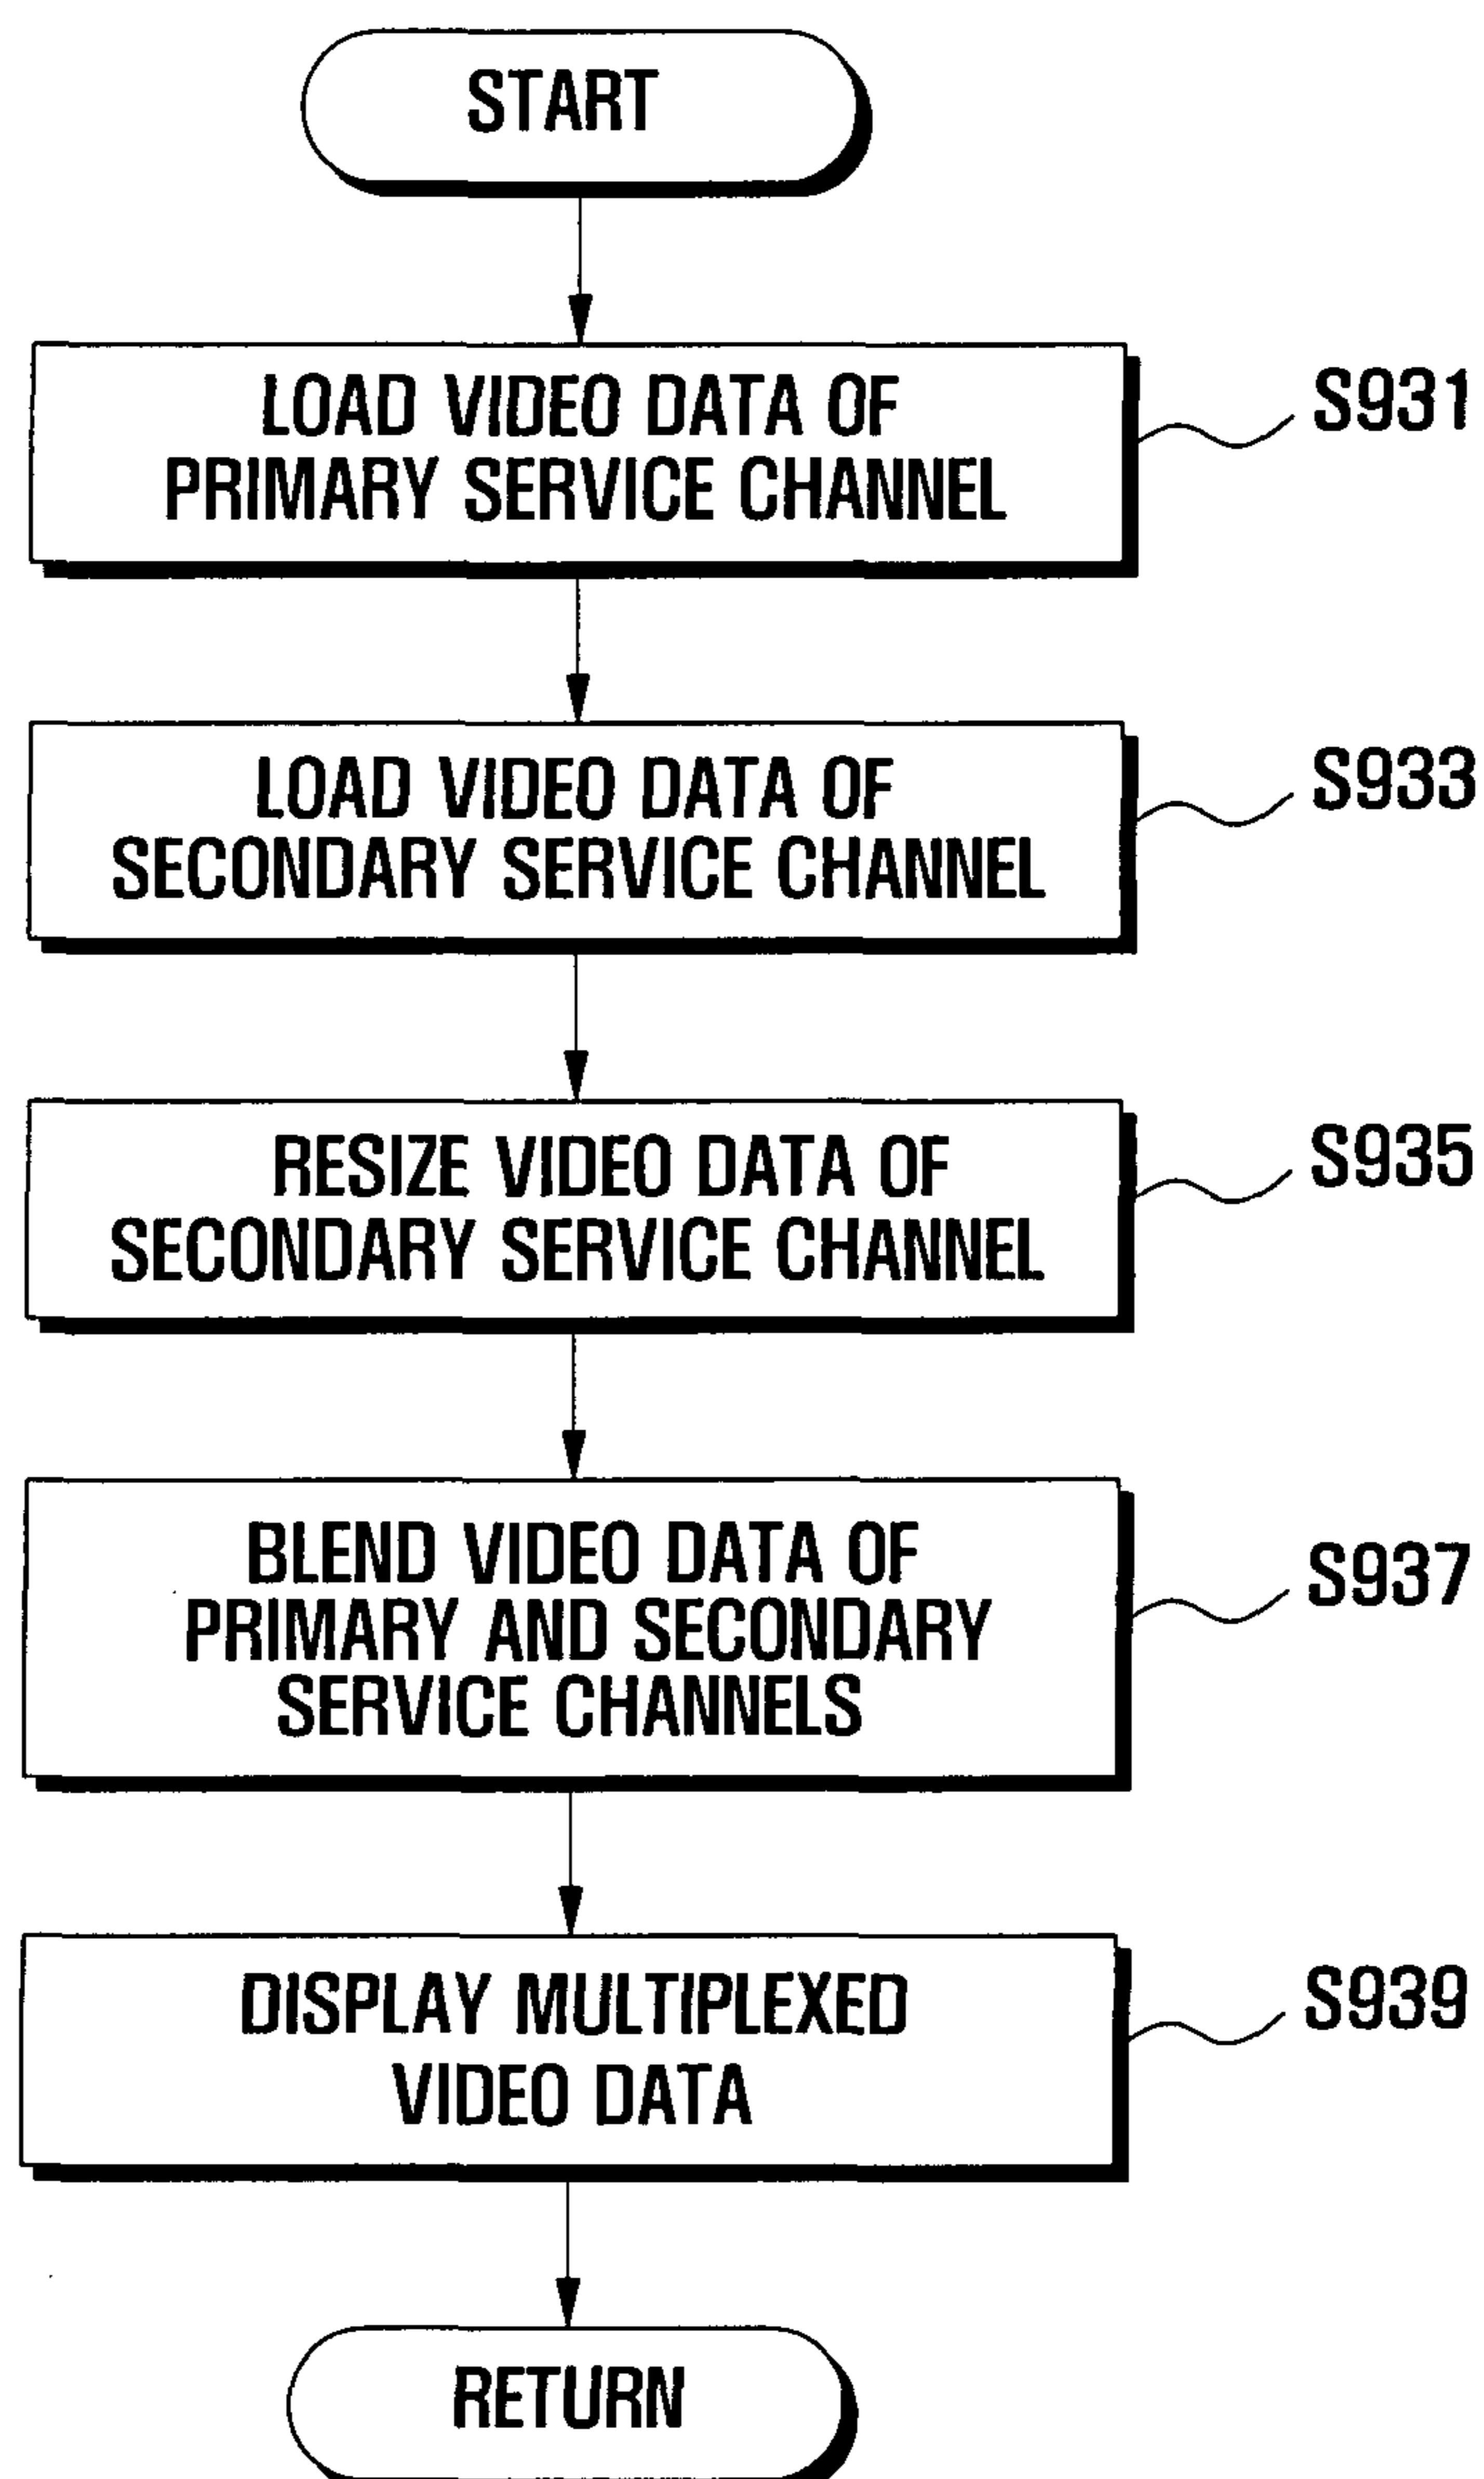 START
LOAD VIDEO DATA OF
PRIMARY SERVICE CHANNEL
S931
LOAD VIDEO DATA OF
SECONDARY SERVICE CHANNEL
S933
RESIZE VIDEO DATA OF
SECONDARY SERVICE CHANNEL
S935
BLEND VIDEO DATA OF
PRIMARY AND SECONDARY
SERVICE CHANNELS
S937
DISPLAY MULTIPLEXED
VIDEO DATA
S939
RETURN